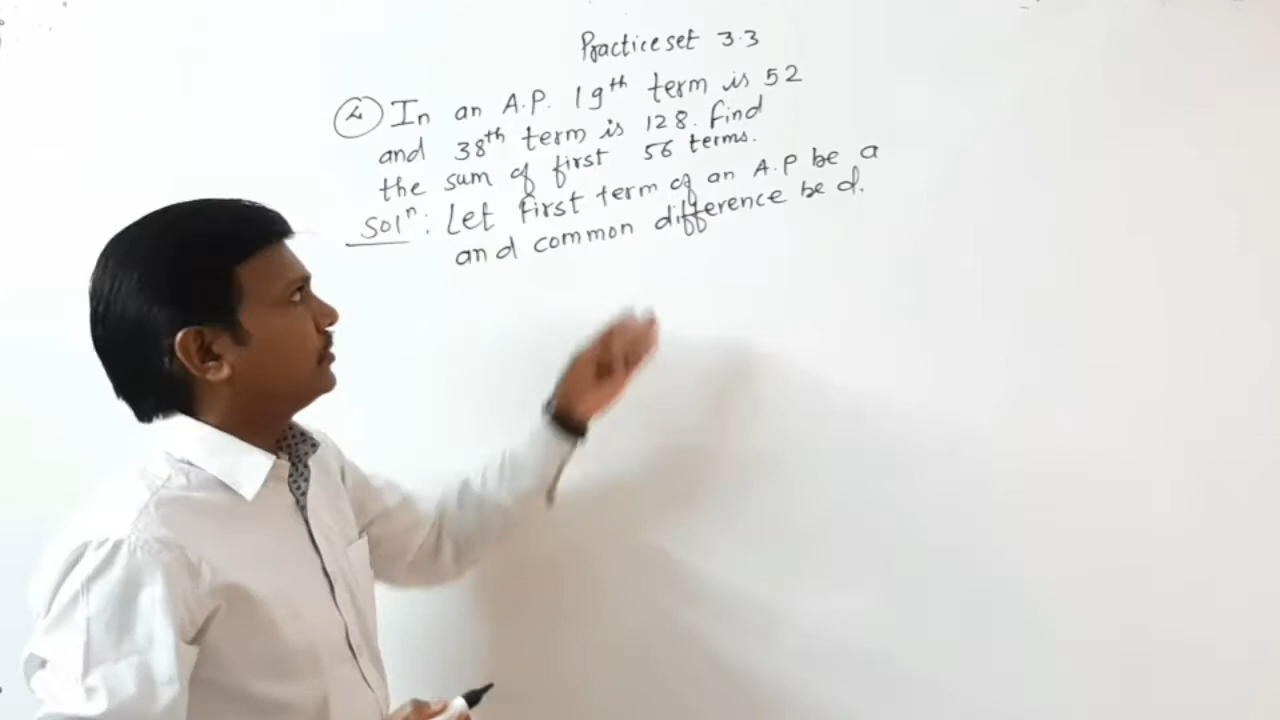 Practice set 3.3
④ In an A.P. 19th term is 52
and 38th term is 128. Find
the sum of first 56 terms.
Solⁿ: Let first term of an A.P be a
and common difference be d.